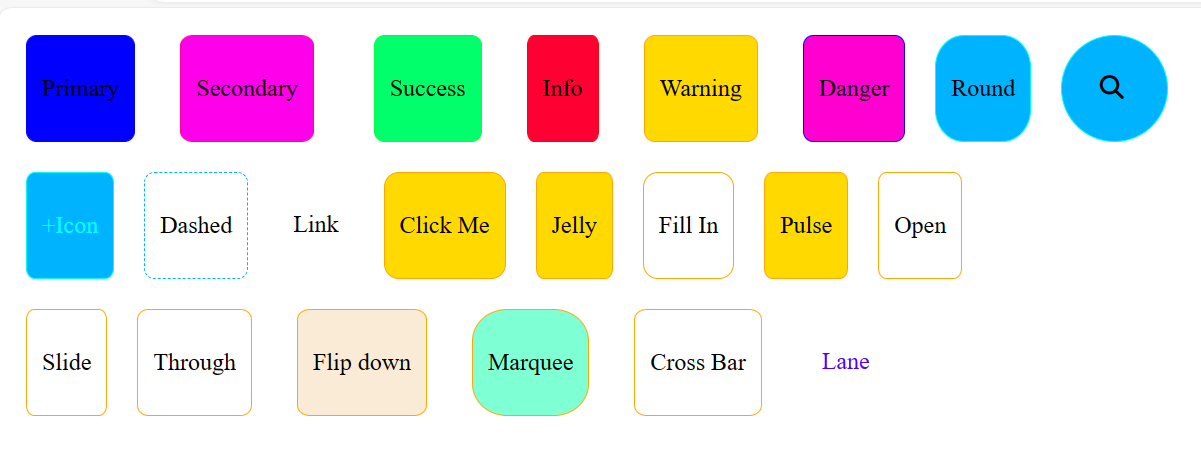 Primary Secondary Success Info Warning Danger Round
+Icon Dashed Link Click Me Jelly Fill In Pulse Open
Slide Through Flip down Marquee Cross Bar Lane